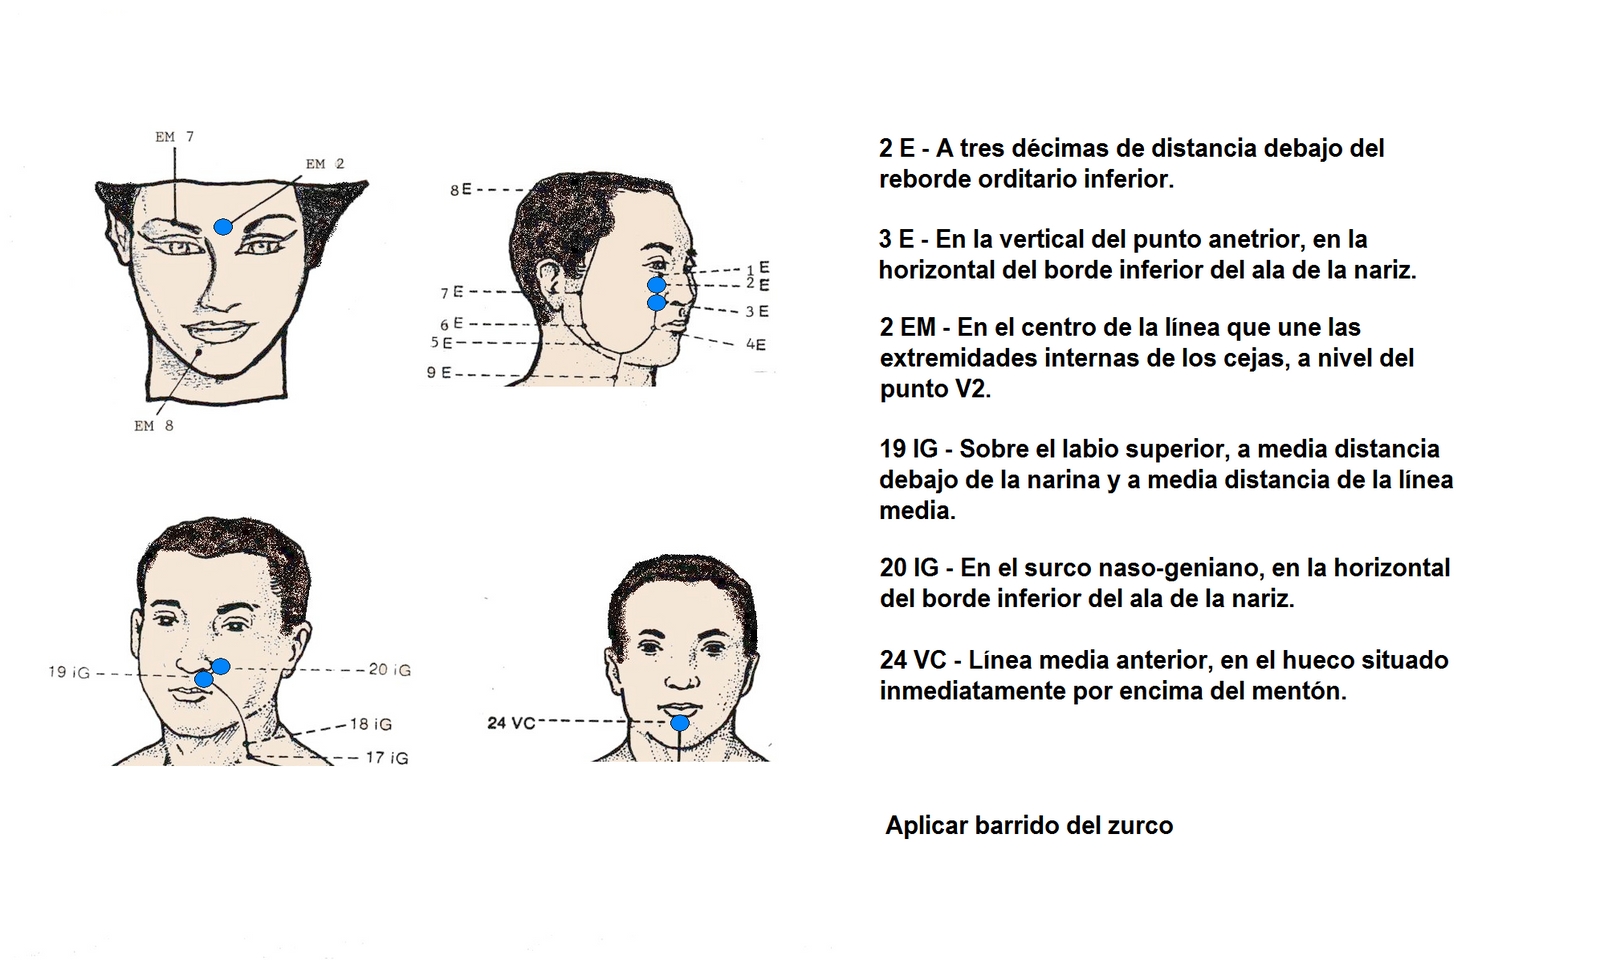 EM 7
EM 2
EM 8
8 E
1 E
2 E
7 E
3 E
6 E
5 E
4E
9 E
19 iG
20 iG
18 iG
17 iG
24 VC
2 E - A tres décimas de distancia debajo del
reborde orditario inferior.
3 E - En la vertical del punto anetrior, en la
horizontal del borde inferior del ala de la nariz.
2 EM - En el centro de la línea que une las
extremidades internas de los cejas, a nivel del
punto V2.
19 IG - Sobre el labio superior, a media distancia
debajo de la narina y a media distancia de la línea
media.
20 IG - En el surco naso-geniano, en la horizontal
del borde inferior del ala de la nariz.
24 VC - Línea media anterior, en el hueco situado
inmediatamente por encima del mentón.
Aplicar barrido del zurco